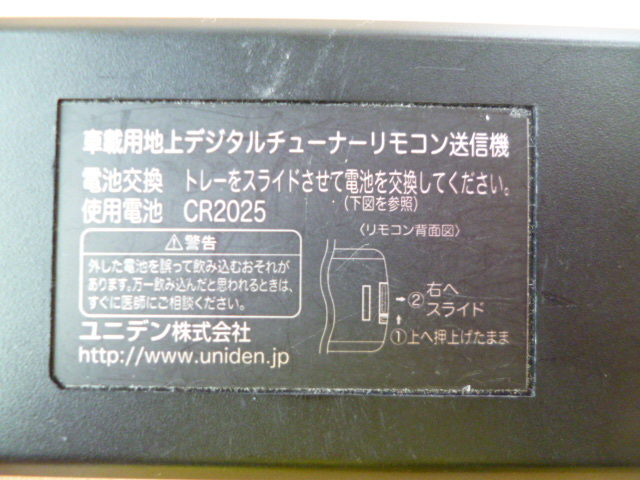 車載用地上デジタルチューナーリモコン送信機
電池交換 トレーをスライドさせて電池を交換してください。
(下図を参照)
使用電池 CR2025
〈リモコン背面図〉
⚠警告
外した電池を誤って飲み込むおそれが
あります。万一飲み込んだと思われるときは、
すぐに医師にご相談ください。
→②右へ
スライド
①上へ押上げたまま
ユニデン株式会社
http://www.uniden.jp